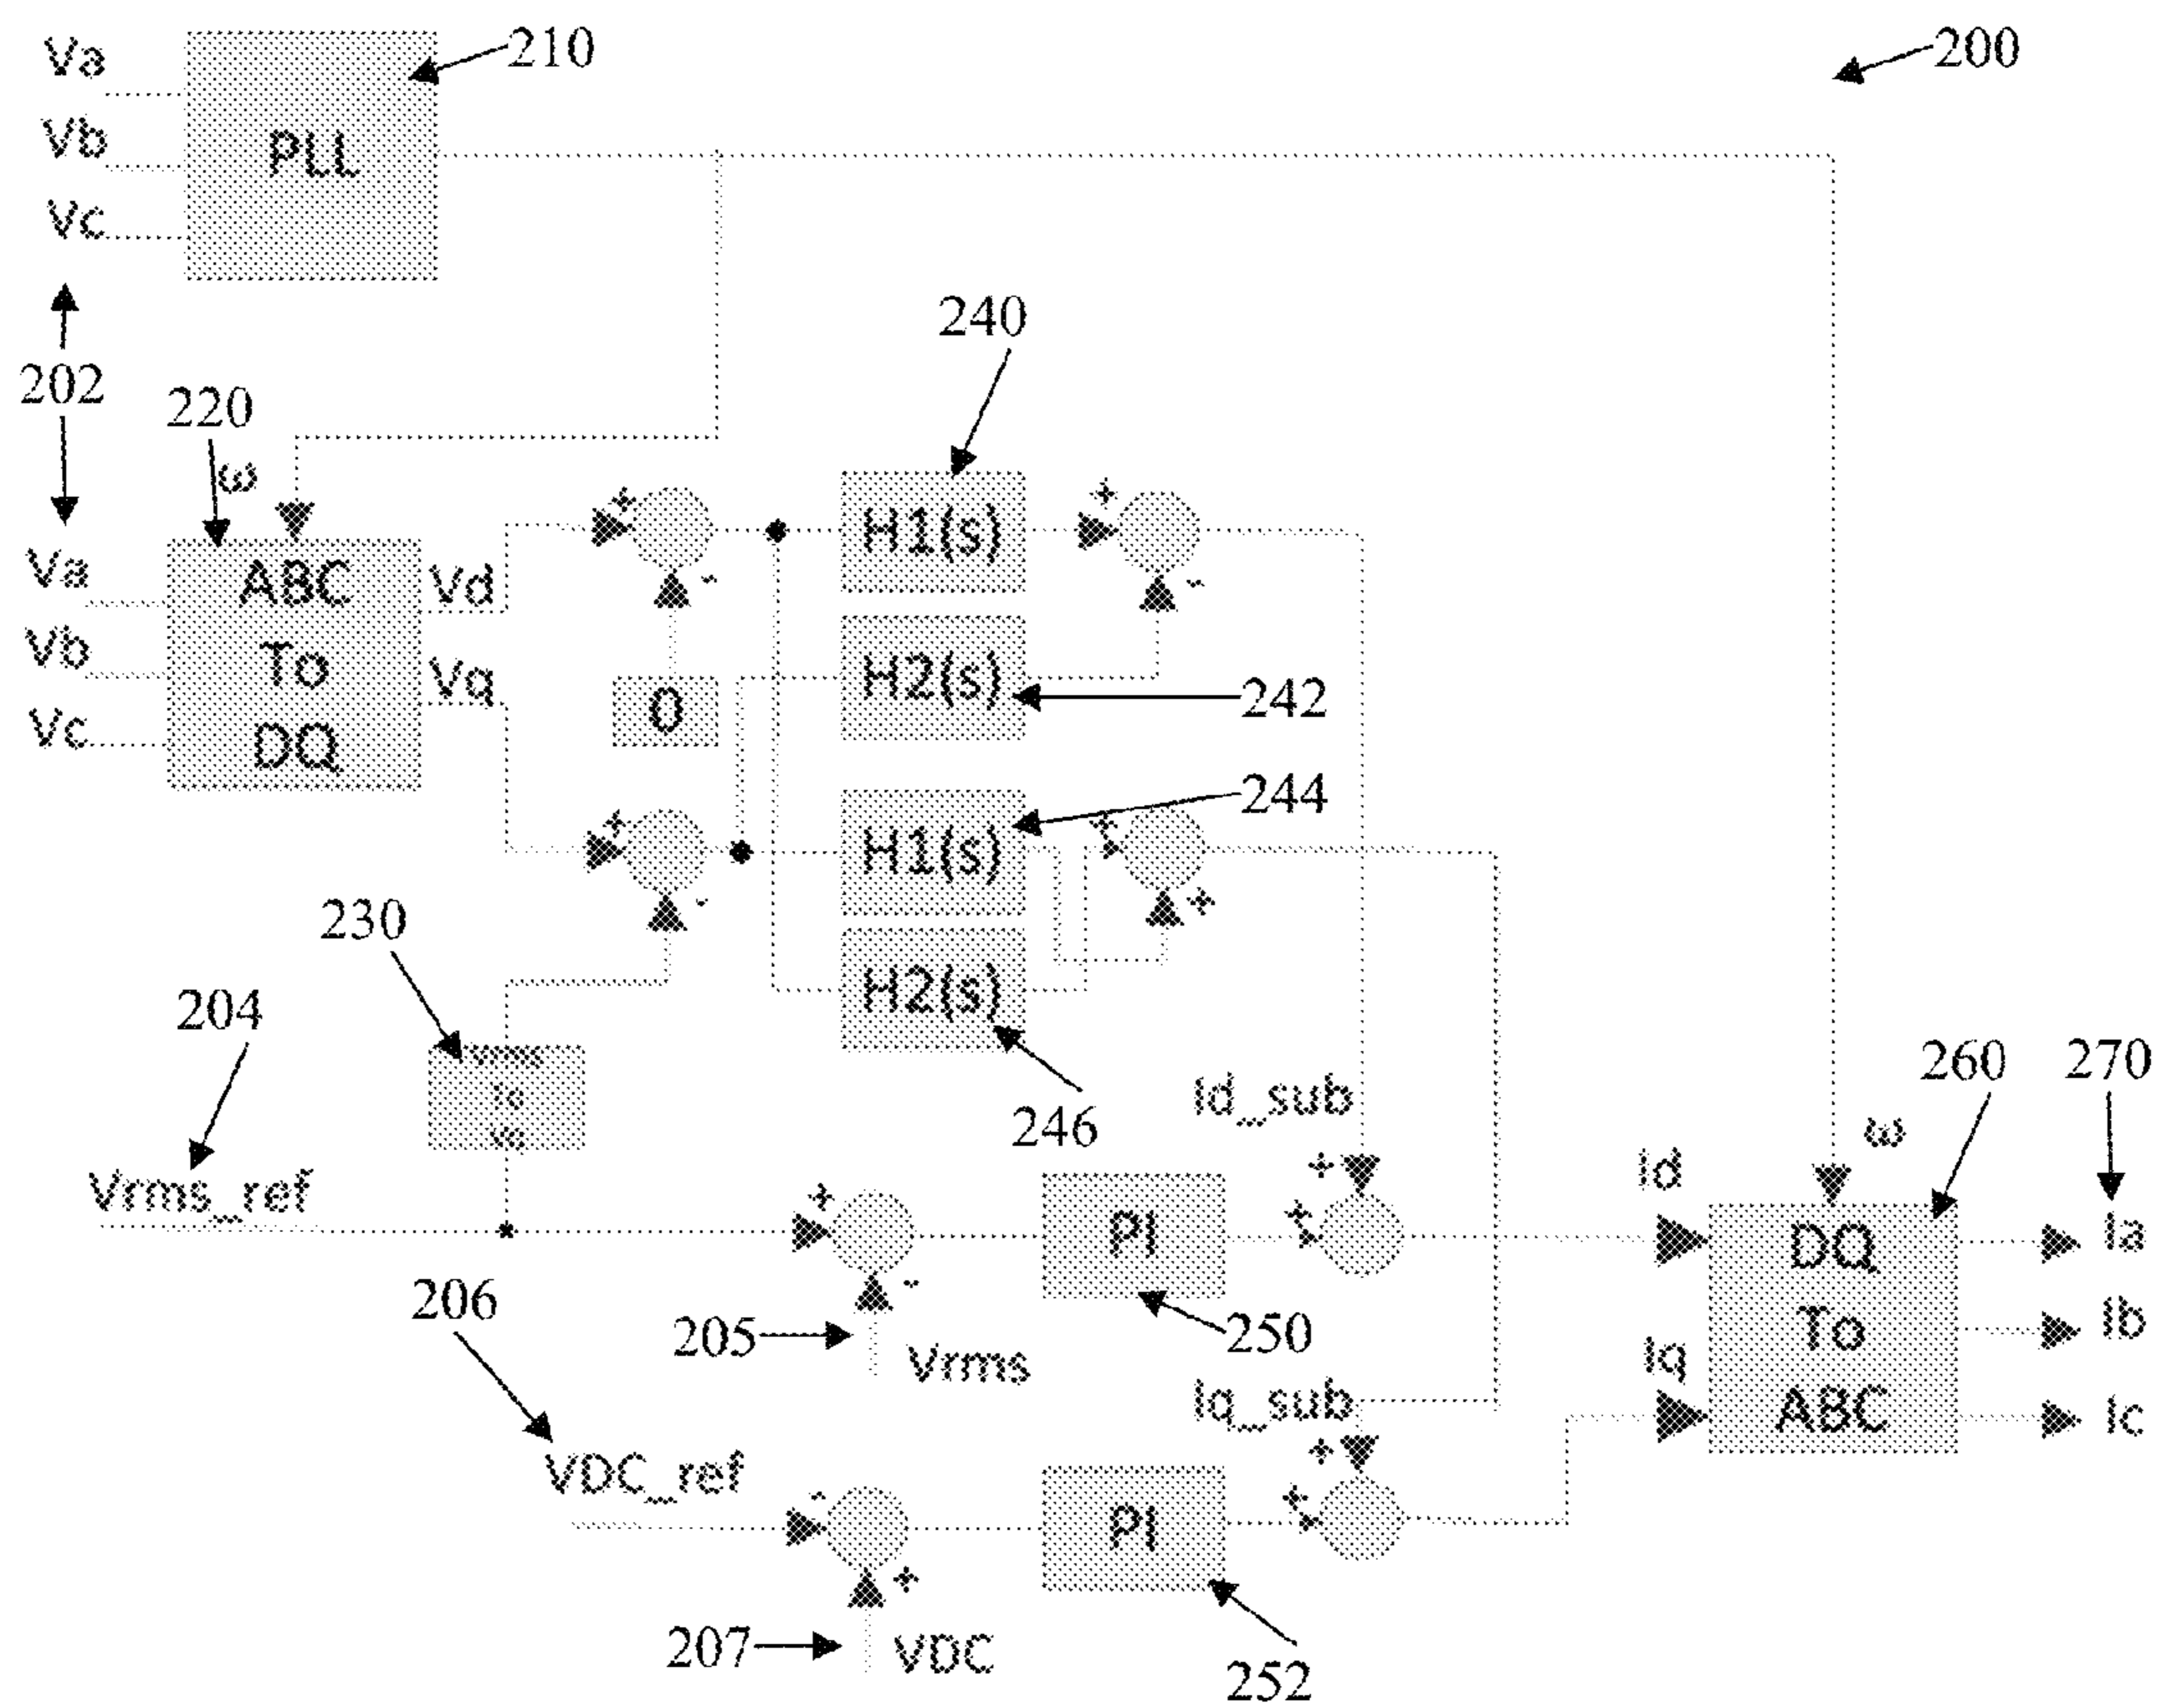 Va
210
200
Vb
PLL
Vc
240
202
220
ω
H1(s)
+
-
+
-
Va
ABC
Vd
Vb
To
Vq
H2(s)
0
242
Vc
DQ
244
+
-
H1(s)
+
+
230
204
H2(s)
246
To
Vq
Id_sub
260
270
Vrms_ref
+
-
PI
+
+
Id
ω
DQ
Ia
206
205
Vrms
250
To
Ib
Iq
Iq_sub
ABC
Ic
VDC_ref
-
+
PI
+
+
207
VDC
252